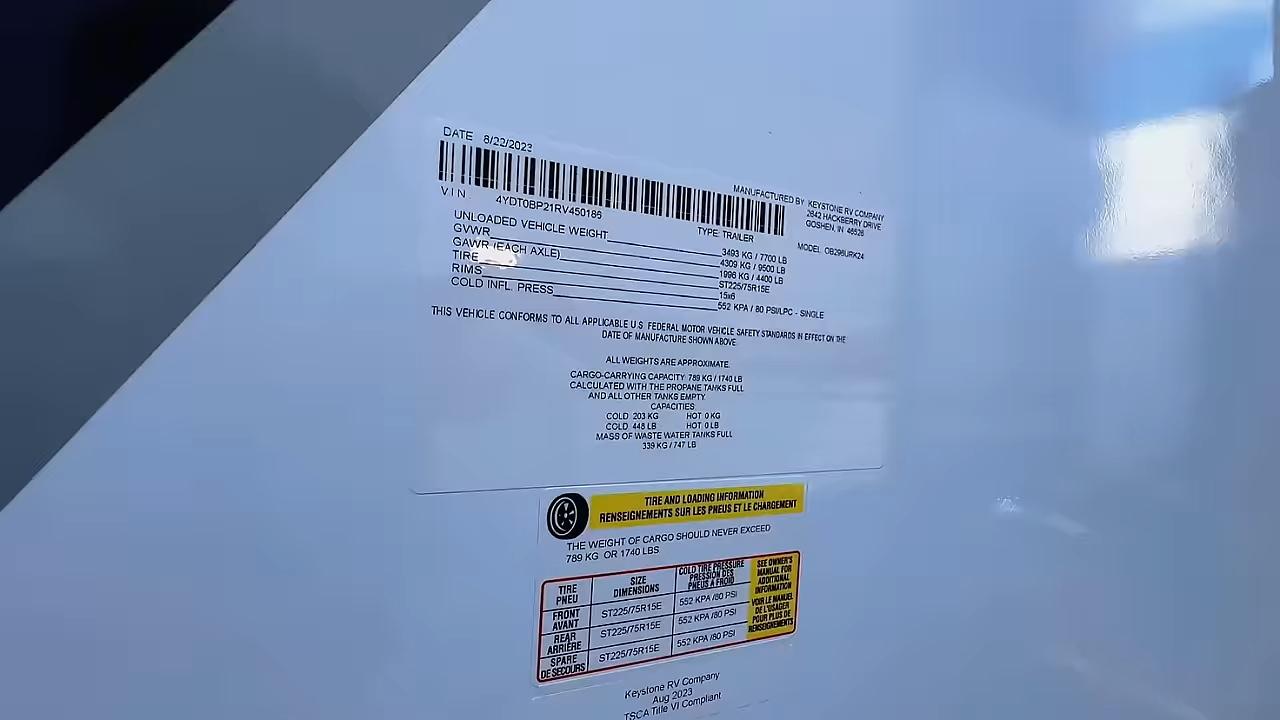 DATE 8/22/2023
MANUFACTURED BY KEYSTONE RV COMPANY
2842 HACKBERRY DRIVE
GOSHEN, IN 46526
VIN 4YDT0BP21RV450186
TYPE: TRAILER
MODEL: OB298URK24
UNLOADED VEHICLE WEIGHT 3493 KG / 7700 LB
GVWR 4309 KG / 9500 LB
GAWR (EACH AXLE) 1996 KG / 4400 LB
TIRE ST225/75R15E
RIMS 15x6
COLD INFL. PRESS 552 KPA / 80 PSI/LPC - SINGLE
THIS VEHICLE CONFORMS TO ALL APPLICABLE U.S. FEDERAL MOTOR VEHICLE SAFETY STANDARDS IN EFFECT ON THE
DATE OF MANUFACTURE SHOWN ABOVE.
ALL WEIGHTS ARE APPROXIMATE.
CARGO-CARRYING CAPACITY 789 KG / 1740 LB
CALCULATED WITH THE PROPANE TANKS FULL
AND ALL OTHER TANKS EMPTY.
CAPACITIES:
COLD 203 KG HOT 0 KG
COLD 448 LB HOT 0 LB
MASS OF WASTE WATER TANKS FULL
339 KG / 747 LB
TIRE AND LOADING INFORMATION
RENSEIGNEMENTS SUR LES PNEUS ET LE CHARGEMENT
THE WEIGHT OF CARGO SHOULD NEVER EXCEED
789 KG OR 1740 LBS
TIRE
PNEU
SIZE
DIMENSIONS
COLD TIRE PRESSURE
PRESSION DES
PNEUS A FROID
FRONT
AVANT
ST225/75R15E
552 KPA /80 PSI
REAR
ARRIÈRE
ST225/75R15E
552 KPA /80 PSI
SPARE
DE SECOURS
ST225/75R15E
552 KPA /80 PSI
SEE OWNER'S
MANUAL FOR
ADDITIONAL
INFORMATION
VOIR LE MANUEL
DE L'USAGER
POUR PLUS DE
RENSEIGNEMENTS
Keystone RV Company
Aug 2023
TSCA Title VI Compliant